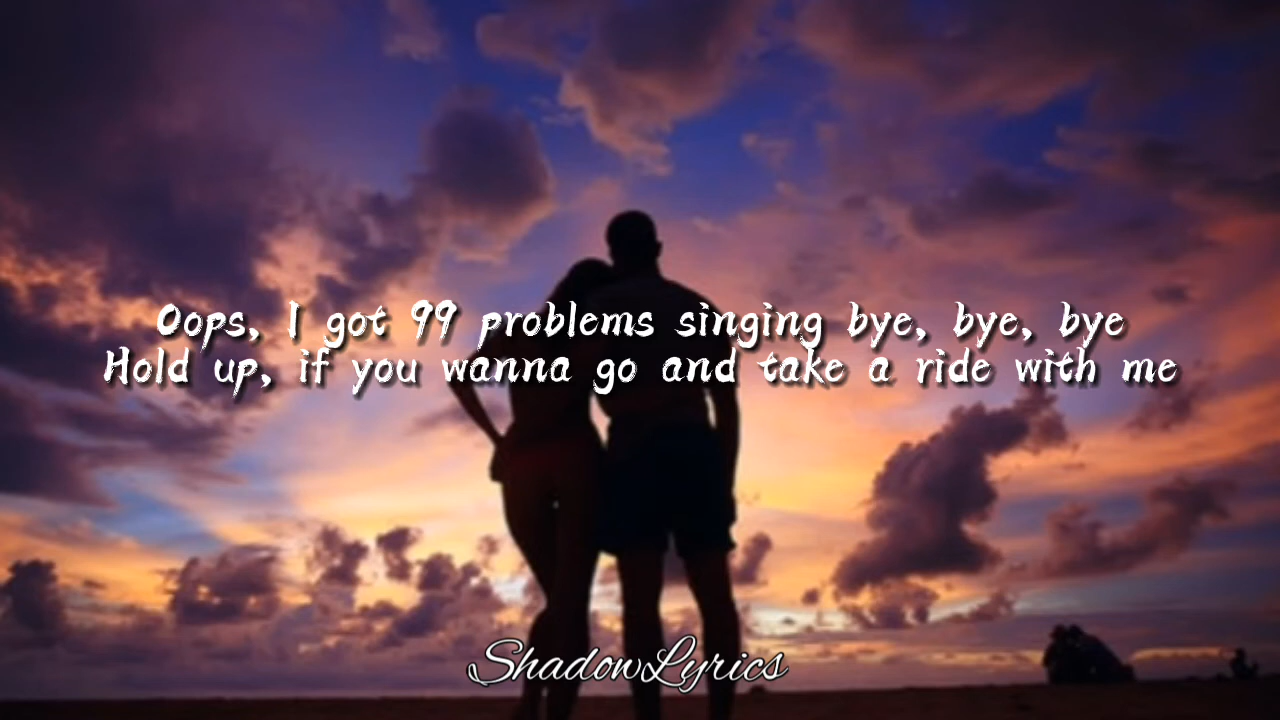 Oops, I got 99 problems singing bye, bye, bye
Hold up, if you wanna go and take a ride with me
ShadowLyrics